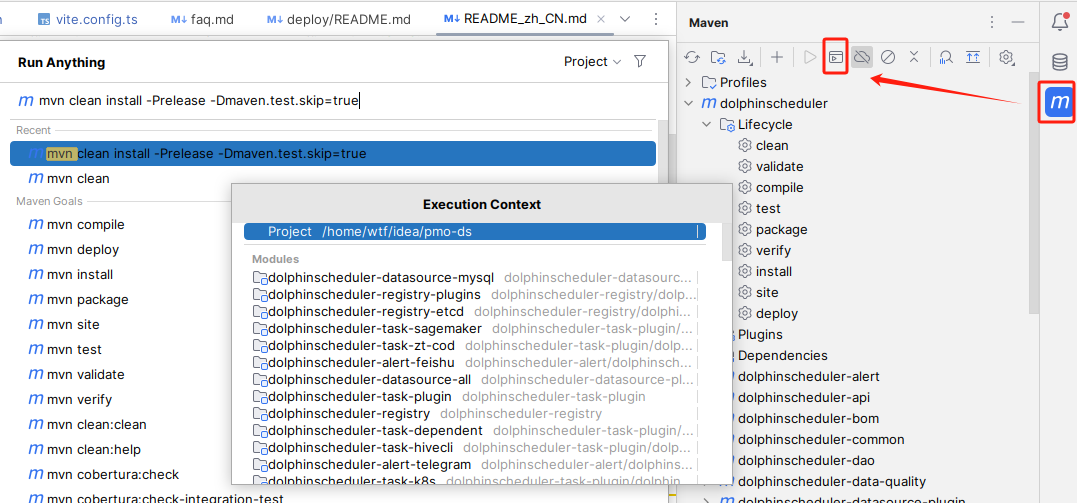 vite.config.ts
faq.md
deploy/README.md
README_zh_CN.md
Maven
Run Anything
Project
m mvn clean install -Prelease -Dmaven.test.skip=true
Recent
m mvn clean install -Prelease -Dmaven.test.skip=true
m mvn clean
Maven Goals
m mvn compile
m mvn deploy
m mvn install
m mvn package
m mvn site
m mvn test
m mvn validate
m mvn verify
m mvn clean:clean
m mvn clean:help
m mvn cobertura:check
m mvn cobertura:check-integration-test
Execution Context
Project /home/wtf/idea/pmo-ds
Modules
dolphinscheduler-datasource-mysql dolphinscheduler-datasourc...
dolphinscheduler-registry-plugins dolphinscheduler-registry/dolp...
dolphinscheduler-registry-etcd dolphinscheduler-registry/dolphi...
dolphinscheduler-task-sagemaker dolphinscheduler-task-plugin/...
dolphinscheduler-task-zt-cod dolphinscheduler-task-plugin/dol...
dolphinscheduler-alert-feishu dolphinscheduler-alert/dolphinsch...
dolphinscheduler-datasource-all dolphinscheduler-datasource-pl...
dolphinscheduler-task-plugin dolphinscheduler-task-plugin
dolphinscheduler-registry dolphinscheduler-registry
dolphinscheduler-task-dependent dolphinscheduler-task-plugin/...
dolphinscheduler-task-hivecli dolphinscheduler-task-plugin/dolp...
dolphinscheduler-alert-telegram dolphinscheduler-alert/dolphins...
dolphinscheduler-task-k8s dolphinscheduler-task-plugin/dolphi...
Profiles
m dolphinscheduler
Lifecycle
clean
validate
compile
test
package
verify
install
site
deploy
Plugins
Dependencies
dolphinscheduler-alert
dolphinscheduler-api
dolphinscheduler-bom
dolphinscheduler-common
dolphinscheduler-dao
dolphinscheduler-data-quality
m dolphinscheduler-datasource-plugin
m